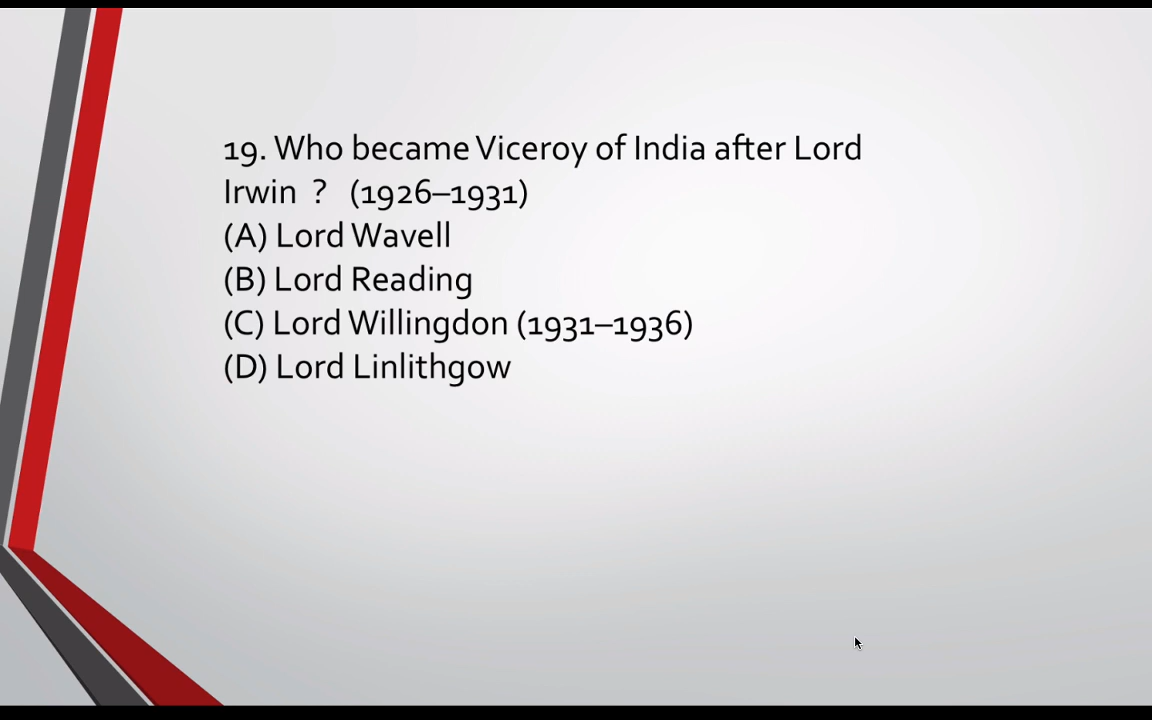 19. Who became Viceroy of India after Lord
Irwin ? (1926–1931)
(A) Lord Wavell
(B) Lord Reading
(C) Lord Willingdon (1931–1936)
(D) Lord Linlithgow